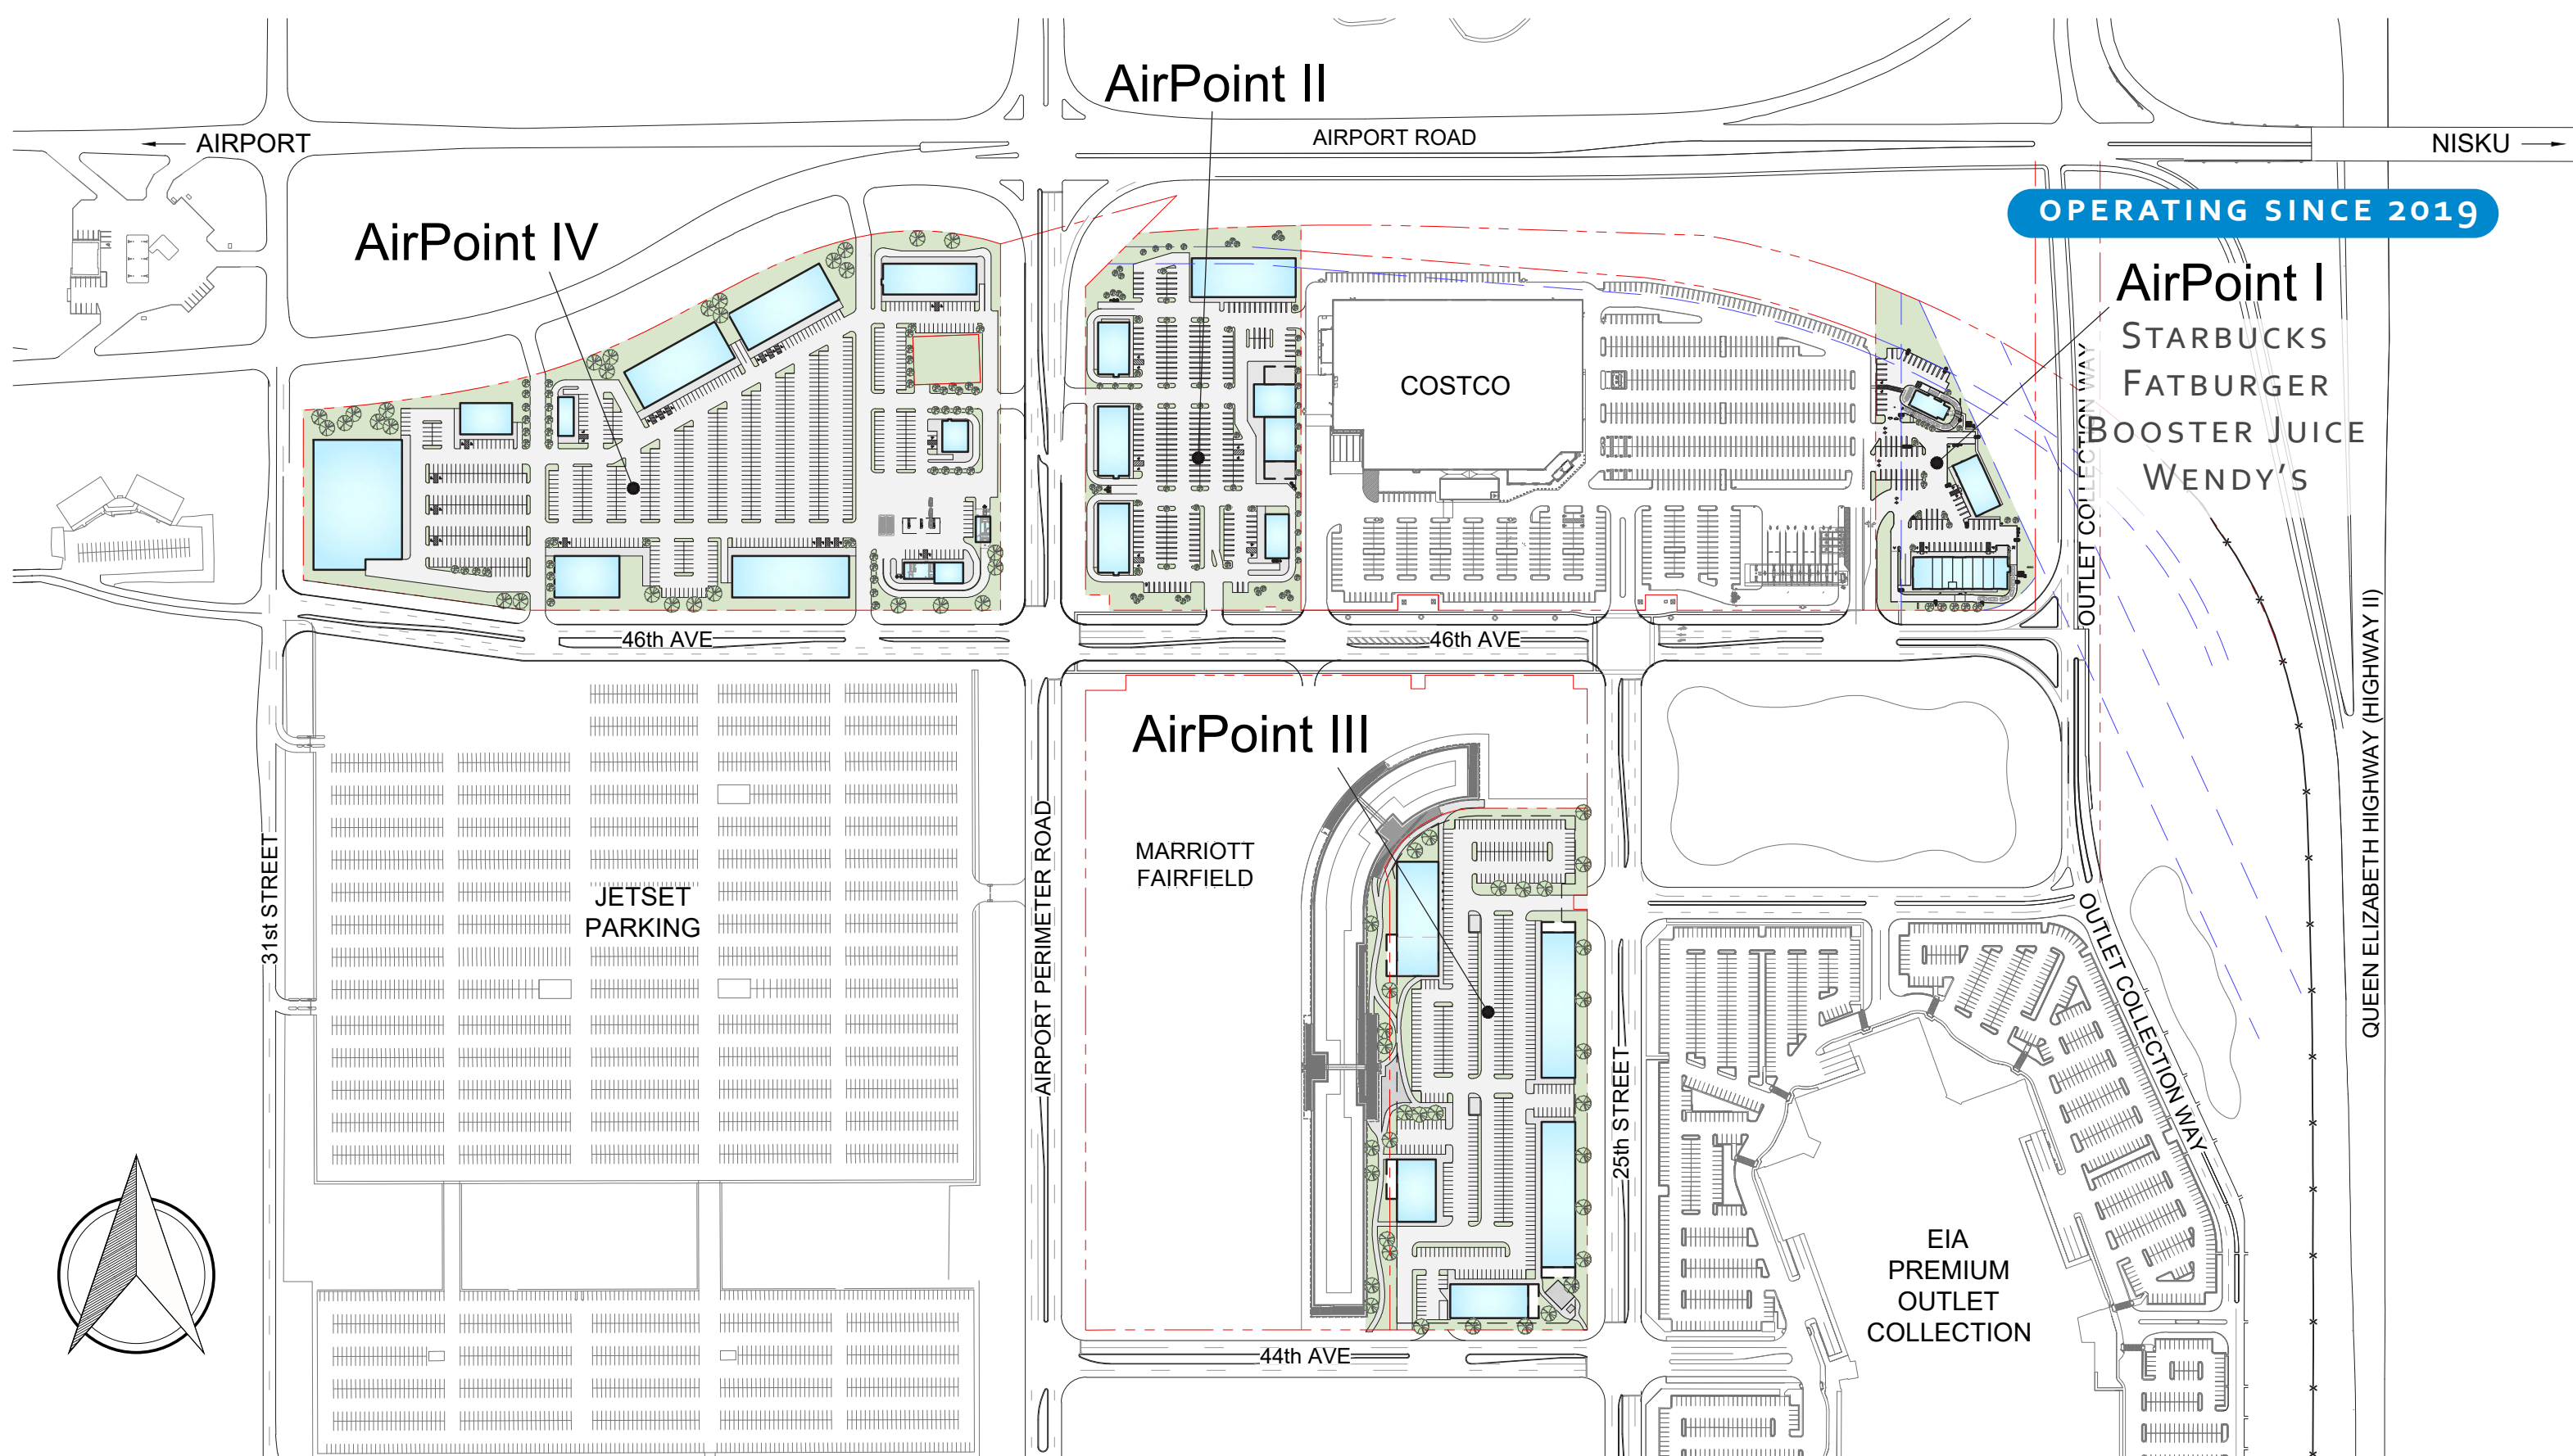 AirPoint II
AIRPORT
AIRPORT ROAD
NISKU
OPERATING SINCE 2019
AirPoint IV
AirPoint I
STARBUCKS
FATBURGER
BOOSTER JUICE
WENDY'S
COSTCO
OUTLET COLLECTION WAY
46th AVE
46th AVE
QUEEN ELIZABETH HIGHWAY (HIGHWAY II)
AirPoint III
MARRIOTT
FAIRFIELD
JETSET
PARKING
31st STREET
AIRPORT PERIMETER ROAD
25th STREET
OUTLET COLLECTION WAY
EIA
PREMIUM
OUTLET
COLLECTION
44th AVE